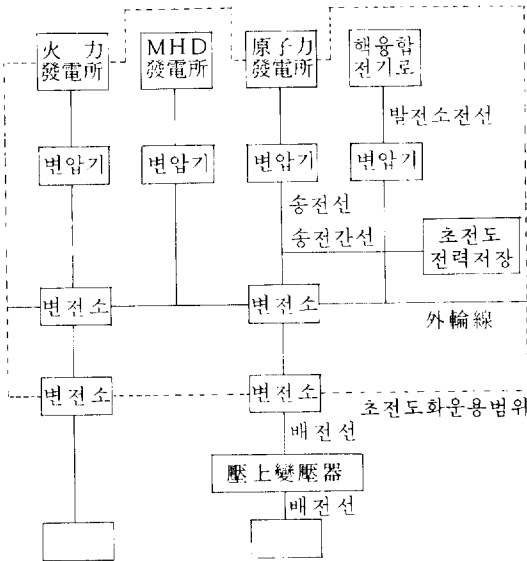 火力
發電所
MHD
發電所
原子力
發電所
핵융합
전기로
발전소전선
변압기
변압기
변압기
변압기
송전선
송전간선
초전도
전력저장
변전소
변전소
外輪線
변전소
변전소
초전도화운용범위
배전선
壓上變壓器
배전선